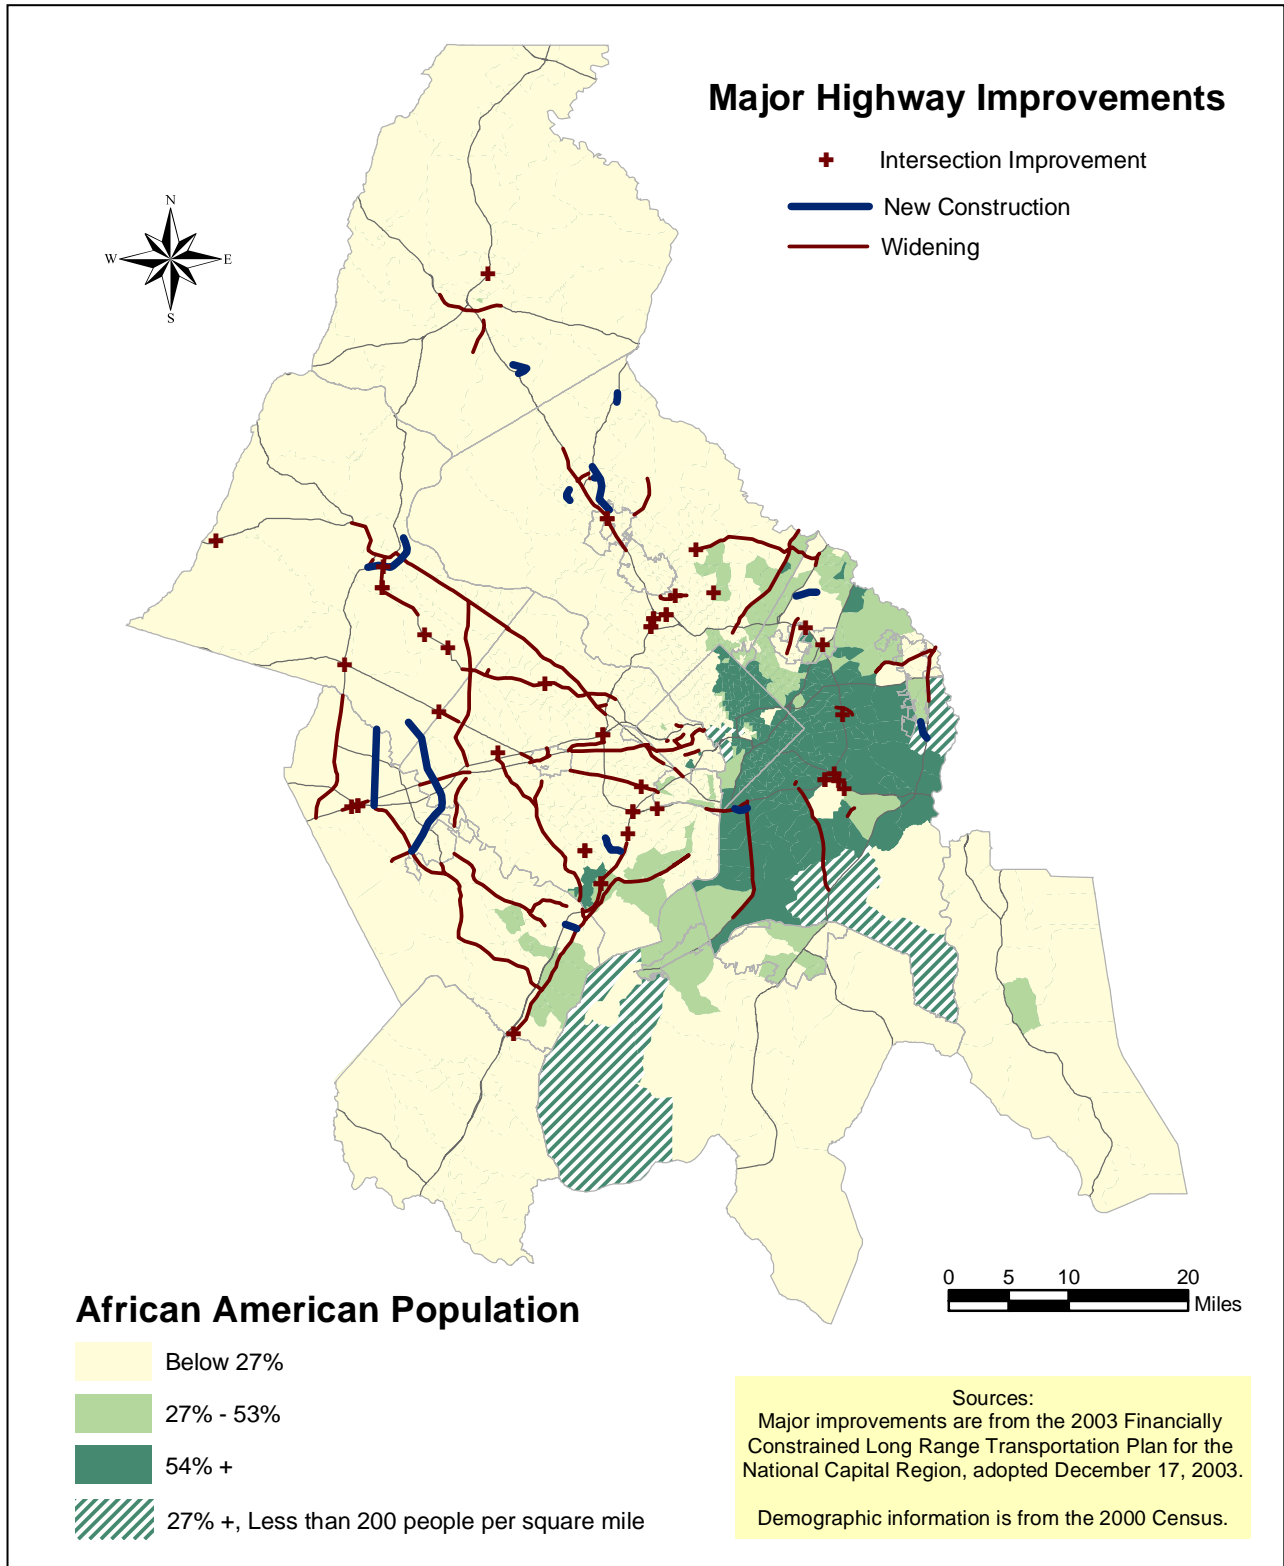 Major Highway Improvements
Intersection Improvement
New Construction
Widening
N
W
E
S
0 5 10 20
Miles
African American Population
Below 27%
27% - 53%
54% +
27% +, Less than 200 people per square mile
Sources:
Major improvements are from the 2003 Financially
Constrained Long Range Transportation Plan for the
National Capital Region, adopted December 17, 2003.
Demographic information is from the 2000 Census.